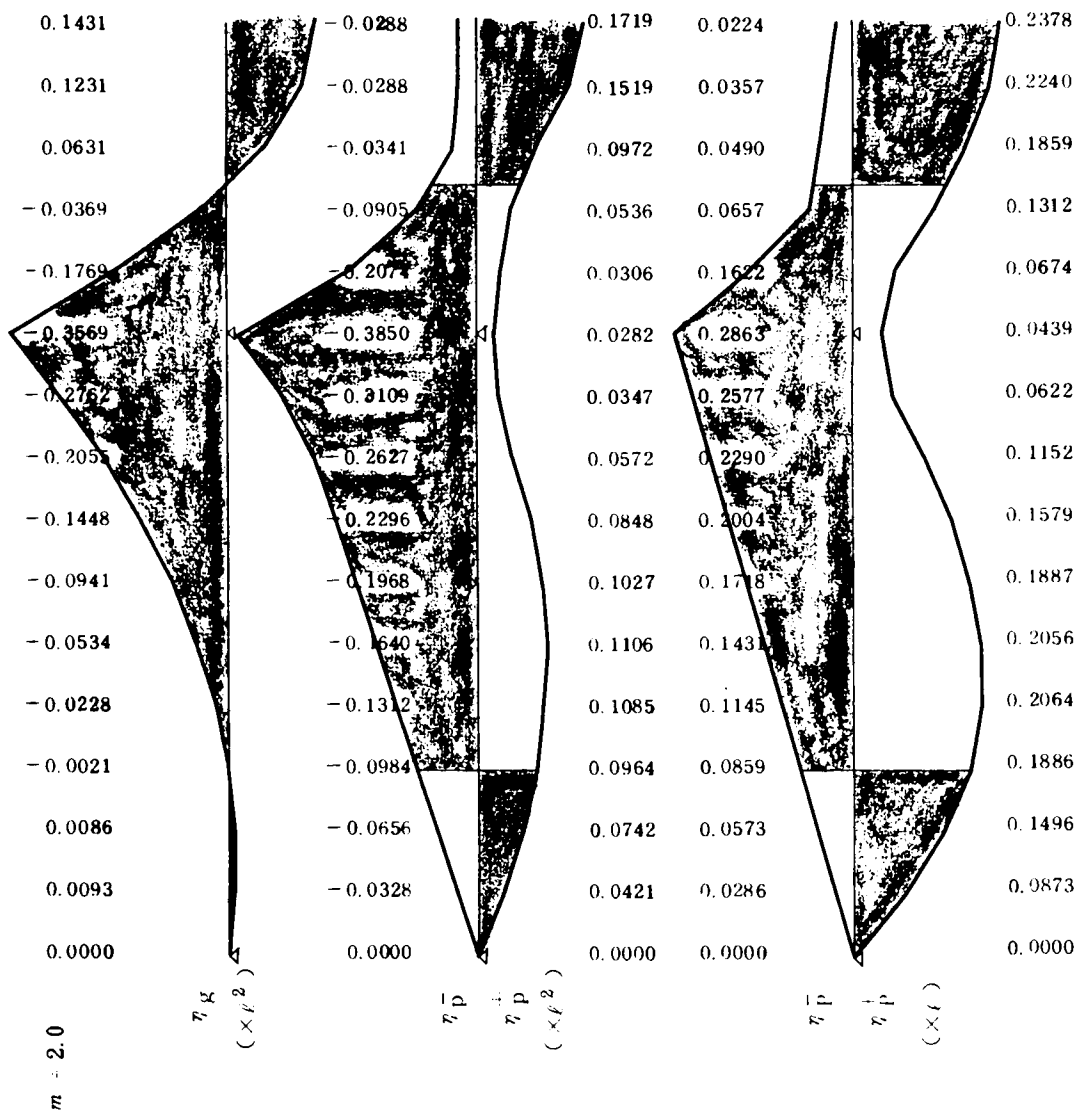 0.1431 -0.0288 0.1719 0.0224 0.2378
0.1231 -0.0288 0.1519 0.0357 0.2240
0.0631 -0.0341 0.0972 0.0490 0.1859
-0.0369 -0.0905 0.0536 0.0657 0.1312
-0.1769 -0.2074 0.0306 0.1622 0.0674
-0.3569 -0.3850 0.0282 0.2863 0.0439
-0.2762 -0.3109 0.0347 0.2577 0.0622
-0.2055 -0.2627 0.0572 0.2290 0.1152
-0.1448 -0.2296 0.0848 0.2004 0.1579
-0.0941 -0.1968 0.1027 0.1718 0.1887
-0.0534 -0.1640 0.1106 0.1431 0.2056
-0.0228 -0.1312 0.1085 0.1145 0.2064
-0.0021 -0.0984 0.0964 0.0859 0.1886
0.0086 -0.0656 0.0742 0.0573 0.1496
0.0093 -0.0328 0.0421 0.0286 0.0873
0.0000 0.0000 0.0000 0.0000 0.0000
η g
(×ℓ²)
η p⁻
η p⁺
(×ℓ²)
η p⁻
η p⁺
(×ℓ)
m = 2.0